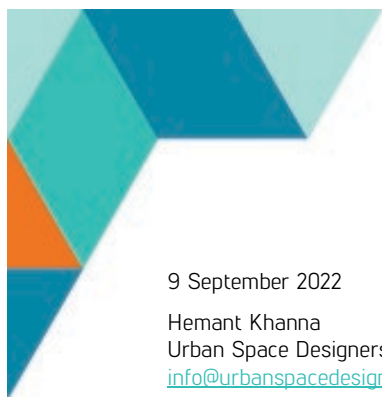 9 September 2022
Hemant Khanna
Urban Space Designers
info@urbanspacedesign